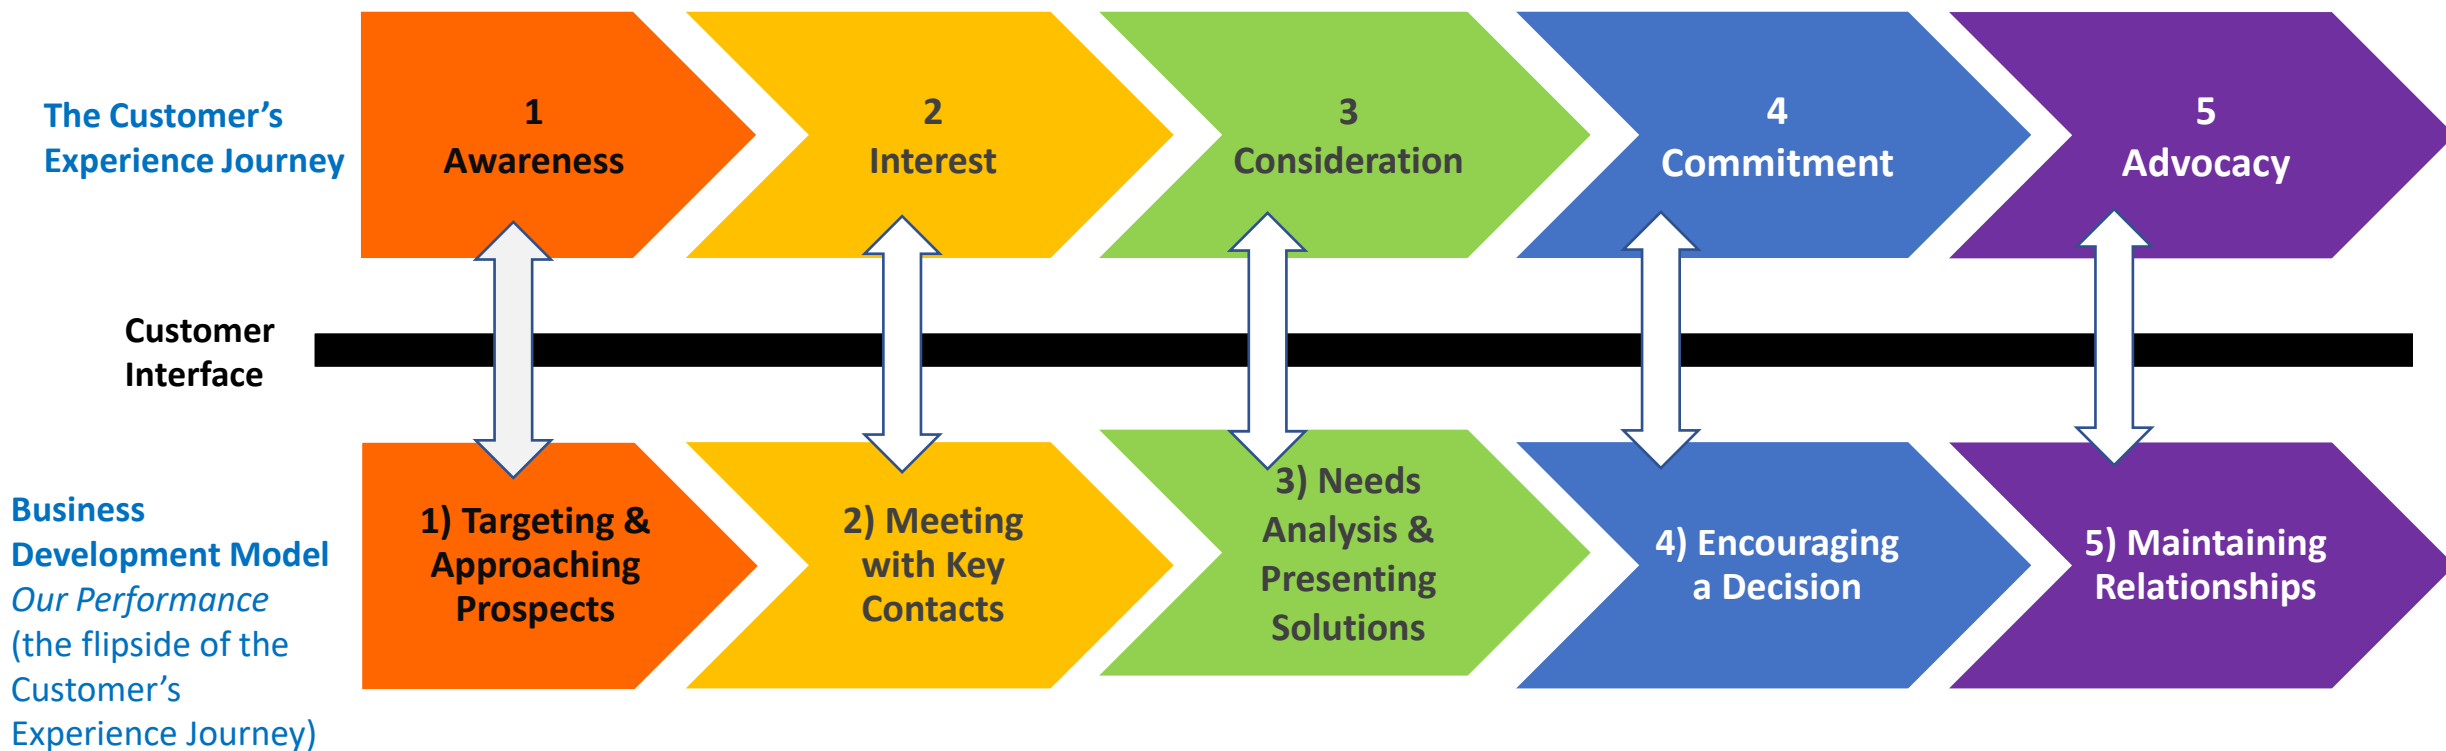 The Customer’s
Experience Journey
1
Awareness
2
Interest
3
Consideration
4
Commitment
5
Advocacy
Customer
Interface
Business
Development Model
Our Performance
(the flipside of the
Customer’s
Experience Journey)
1) Targeting &
Approaching
Prospects
2) Meeting
with Key
Contacts
3) Needs
Analysis &
Presenting
Solutions
4) Encouraging
a Decision
5) Maintaining
Relationships